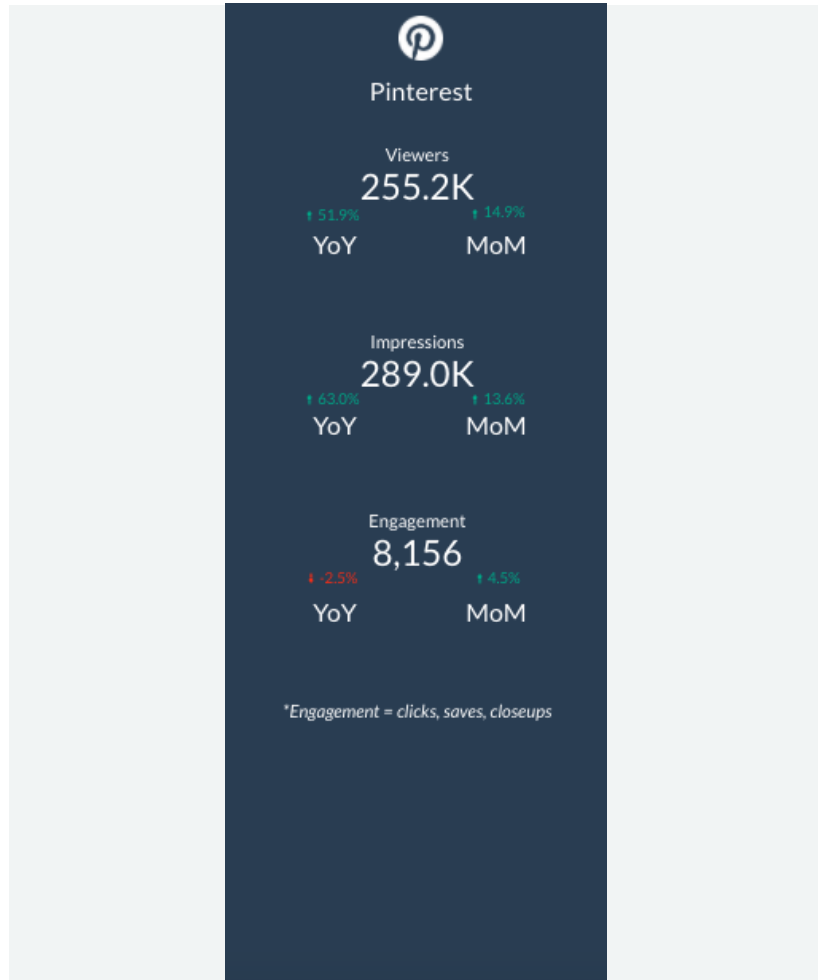 Pinterest
Viewers
255.2K
⬆ 51.9% ⬆ 14.9%
YoY MoM
Impressions
289.0K
⬆ 63.0% ⬆ 13.6%
YoY MoM
Engagement
8,156
⬇ -2.5% ⬆ 4.5%
YoY MoM
*Engagement = clicks, saves, closeups